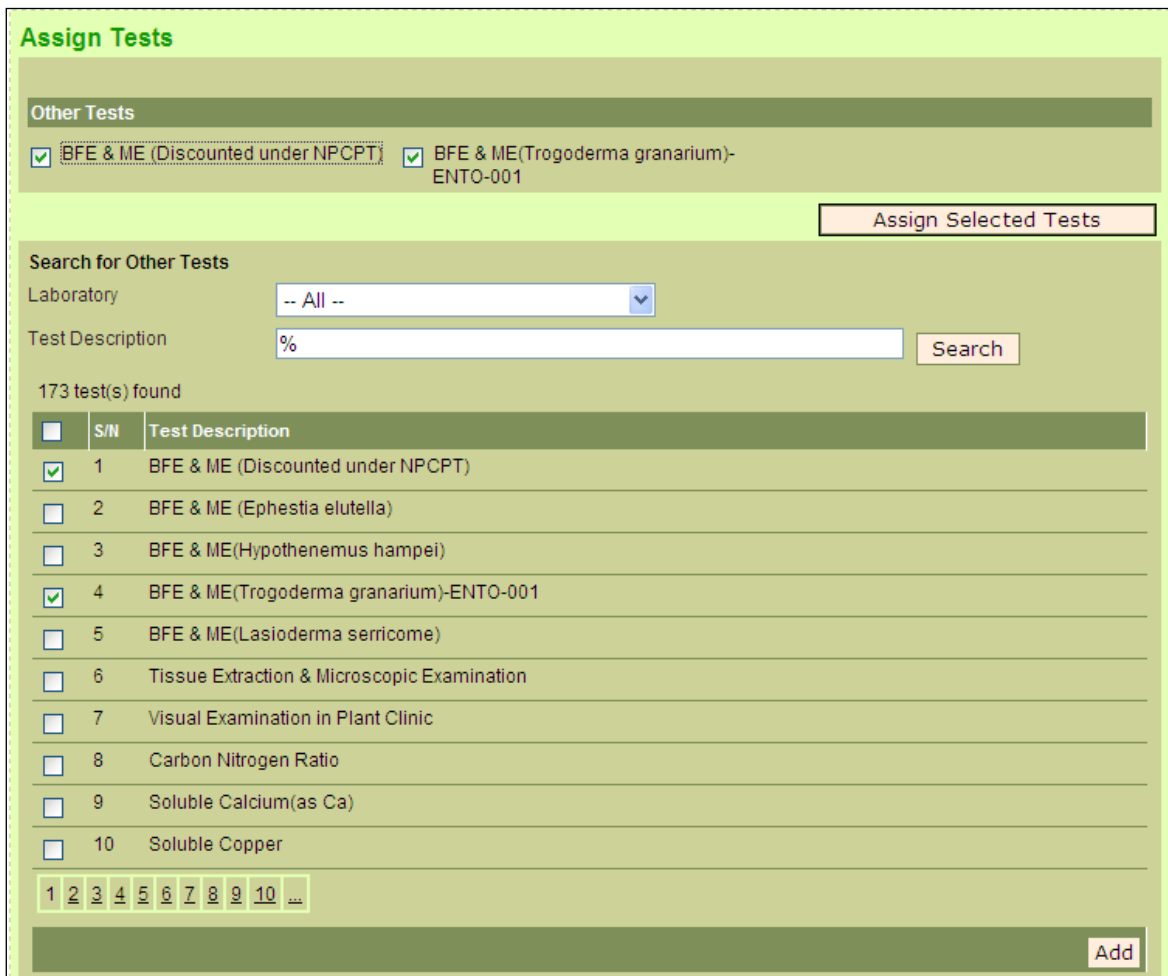 Assign Tests
Other Tests
BFE & ME (Discounted under NPCPT) BFE & ME(Trogoderma granarium)-
ENTO-001
Assign Selected Tests
Search for Other Tests
Laboratory -- All --
Test Description % Search
173 test(s) found
S/N Test Description
1 BFE & ME (Discounted under NPCPT)
2 BFE & ME (Ephestia elutella)
3 BFE & ME(Hypothenemus hampei)
4 BFE & ME(Trogoderma granarium)-ENTO-001
5 BFE & ME(Lasioderma serricome)
6 Tissue Extraction & Microscopic Examination
7 Visual Examination in Plant Clinic
8 Carbon Nitrogen Ratio
9 Soluble Calcium(as Ca)
10 Soluble Copper
1 2 3 4 5 6 7 8 9 10 ...
Add